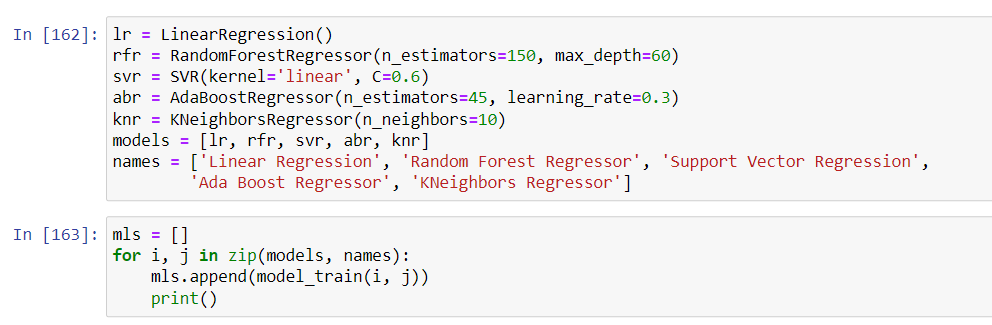 In [162]: lr = LinearRegression()
rfr = RandomForestRegressor(n_estimators=150, max_depth=60)
svr = SVR(kernel='linear', C=0.6)
abr = AdaBoostRegressor(n_estimators=45, learning_rate=0.3)
knr = KNeighborsRegressor(n_neighbors=10)
models = [lr, rfr, svr, abr, knr]
names = ['Linear Regression', 'Random Forest Regressor', 'Support Vector Regression',
'Ada Boost Regressor', 'KNeighbors Regressor']
In [163]: mls = []
for i, j in zip(models, names):
mls.append(model_train(i, j))
print()